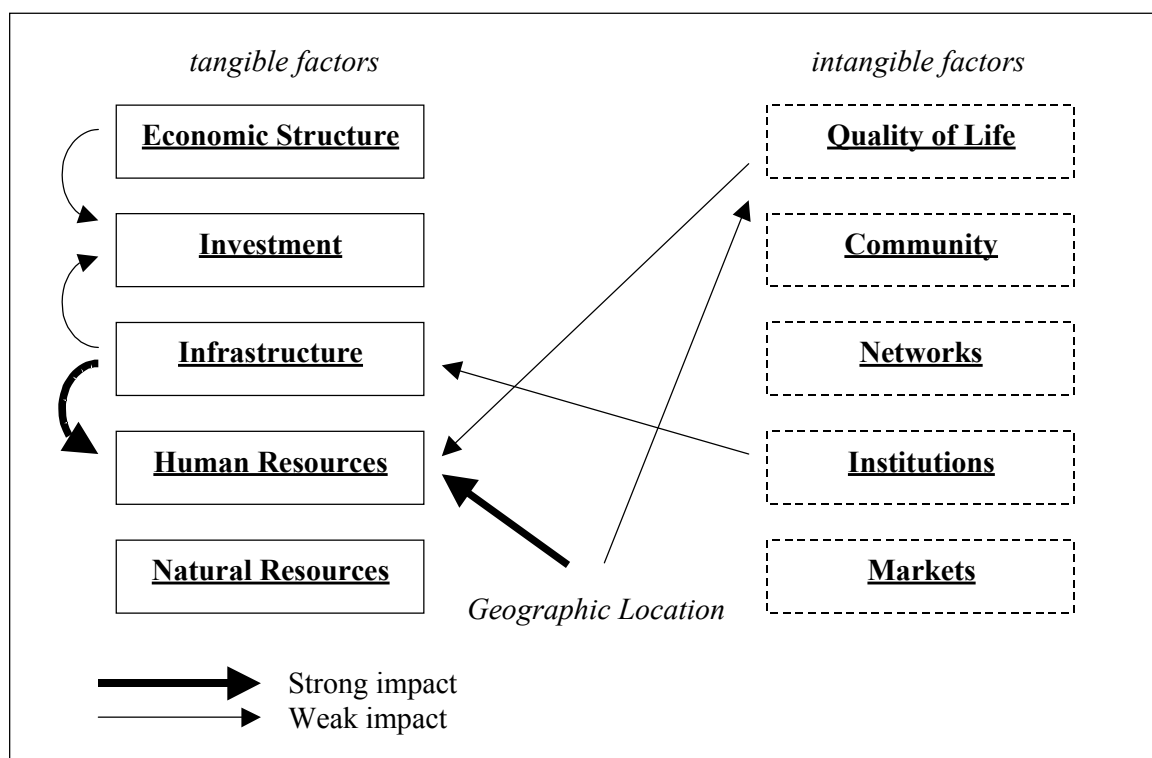 tangible factors
intangible factors
Economic Structure
Quality of Life
Investment
Community
Infrastructure
Networks
Human Resources
Institutions
Natural Resources
Markets
Geographic Location
Strong impact
Weak impact